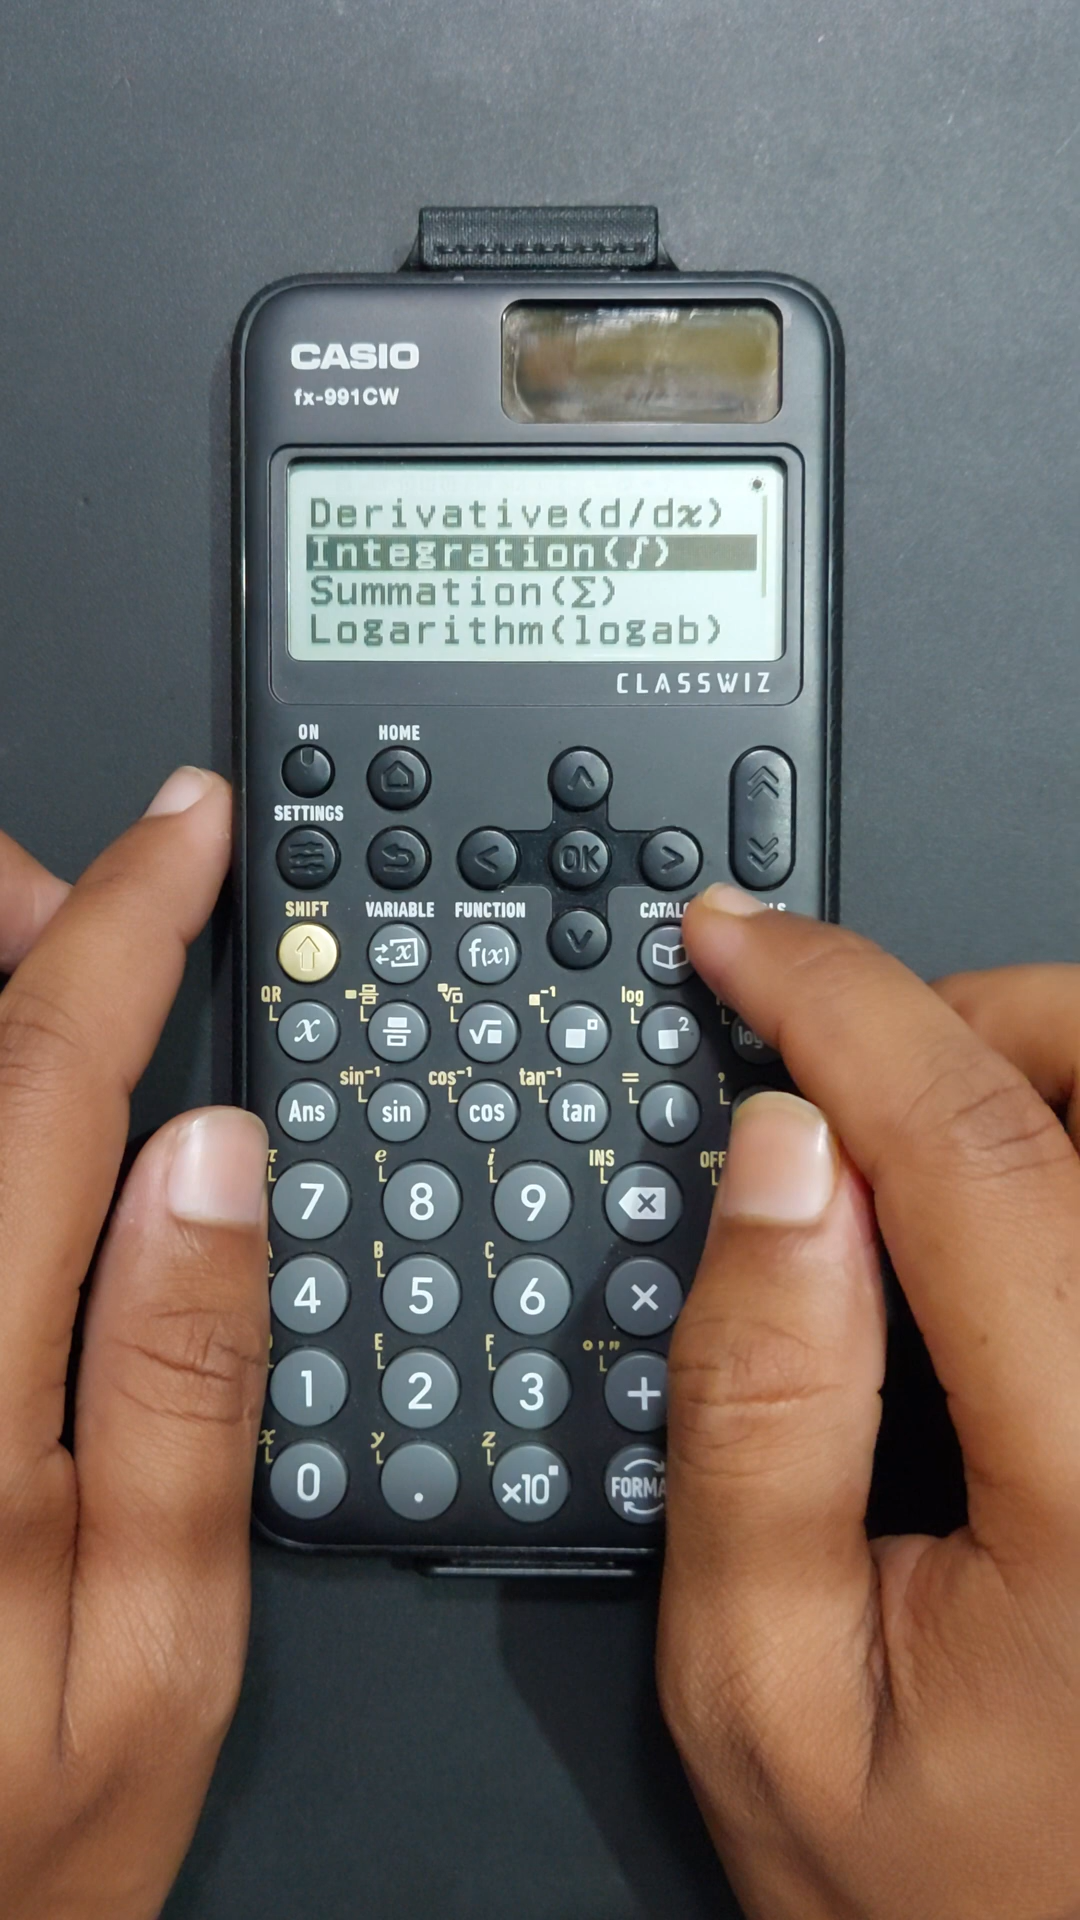 CASIO
fx-991CW
Derivative(d/dx)
Integration(∫)
Summation(Σ)
Logarithm(logab)
CLASSWIZ
ON HOME
SETTINGS
OK
SHIFT VARIABLE FUNCTION
x f(x)
QR log
x √■ ■²
sin⁻¹ cos⁻¹ tan⁻¹ = ,
Ans sin cos tan (
π e i INS OFF
7 8 9
A B C
4 5 6 ×
E F
1 2 3 +
x y z
0 . ×10■